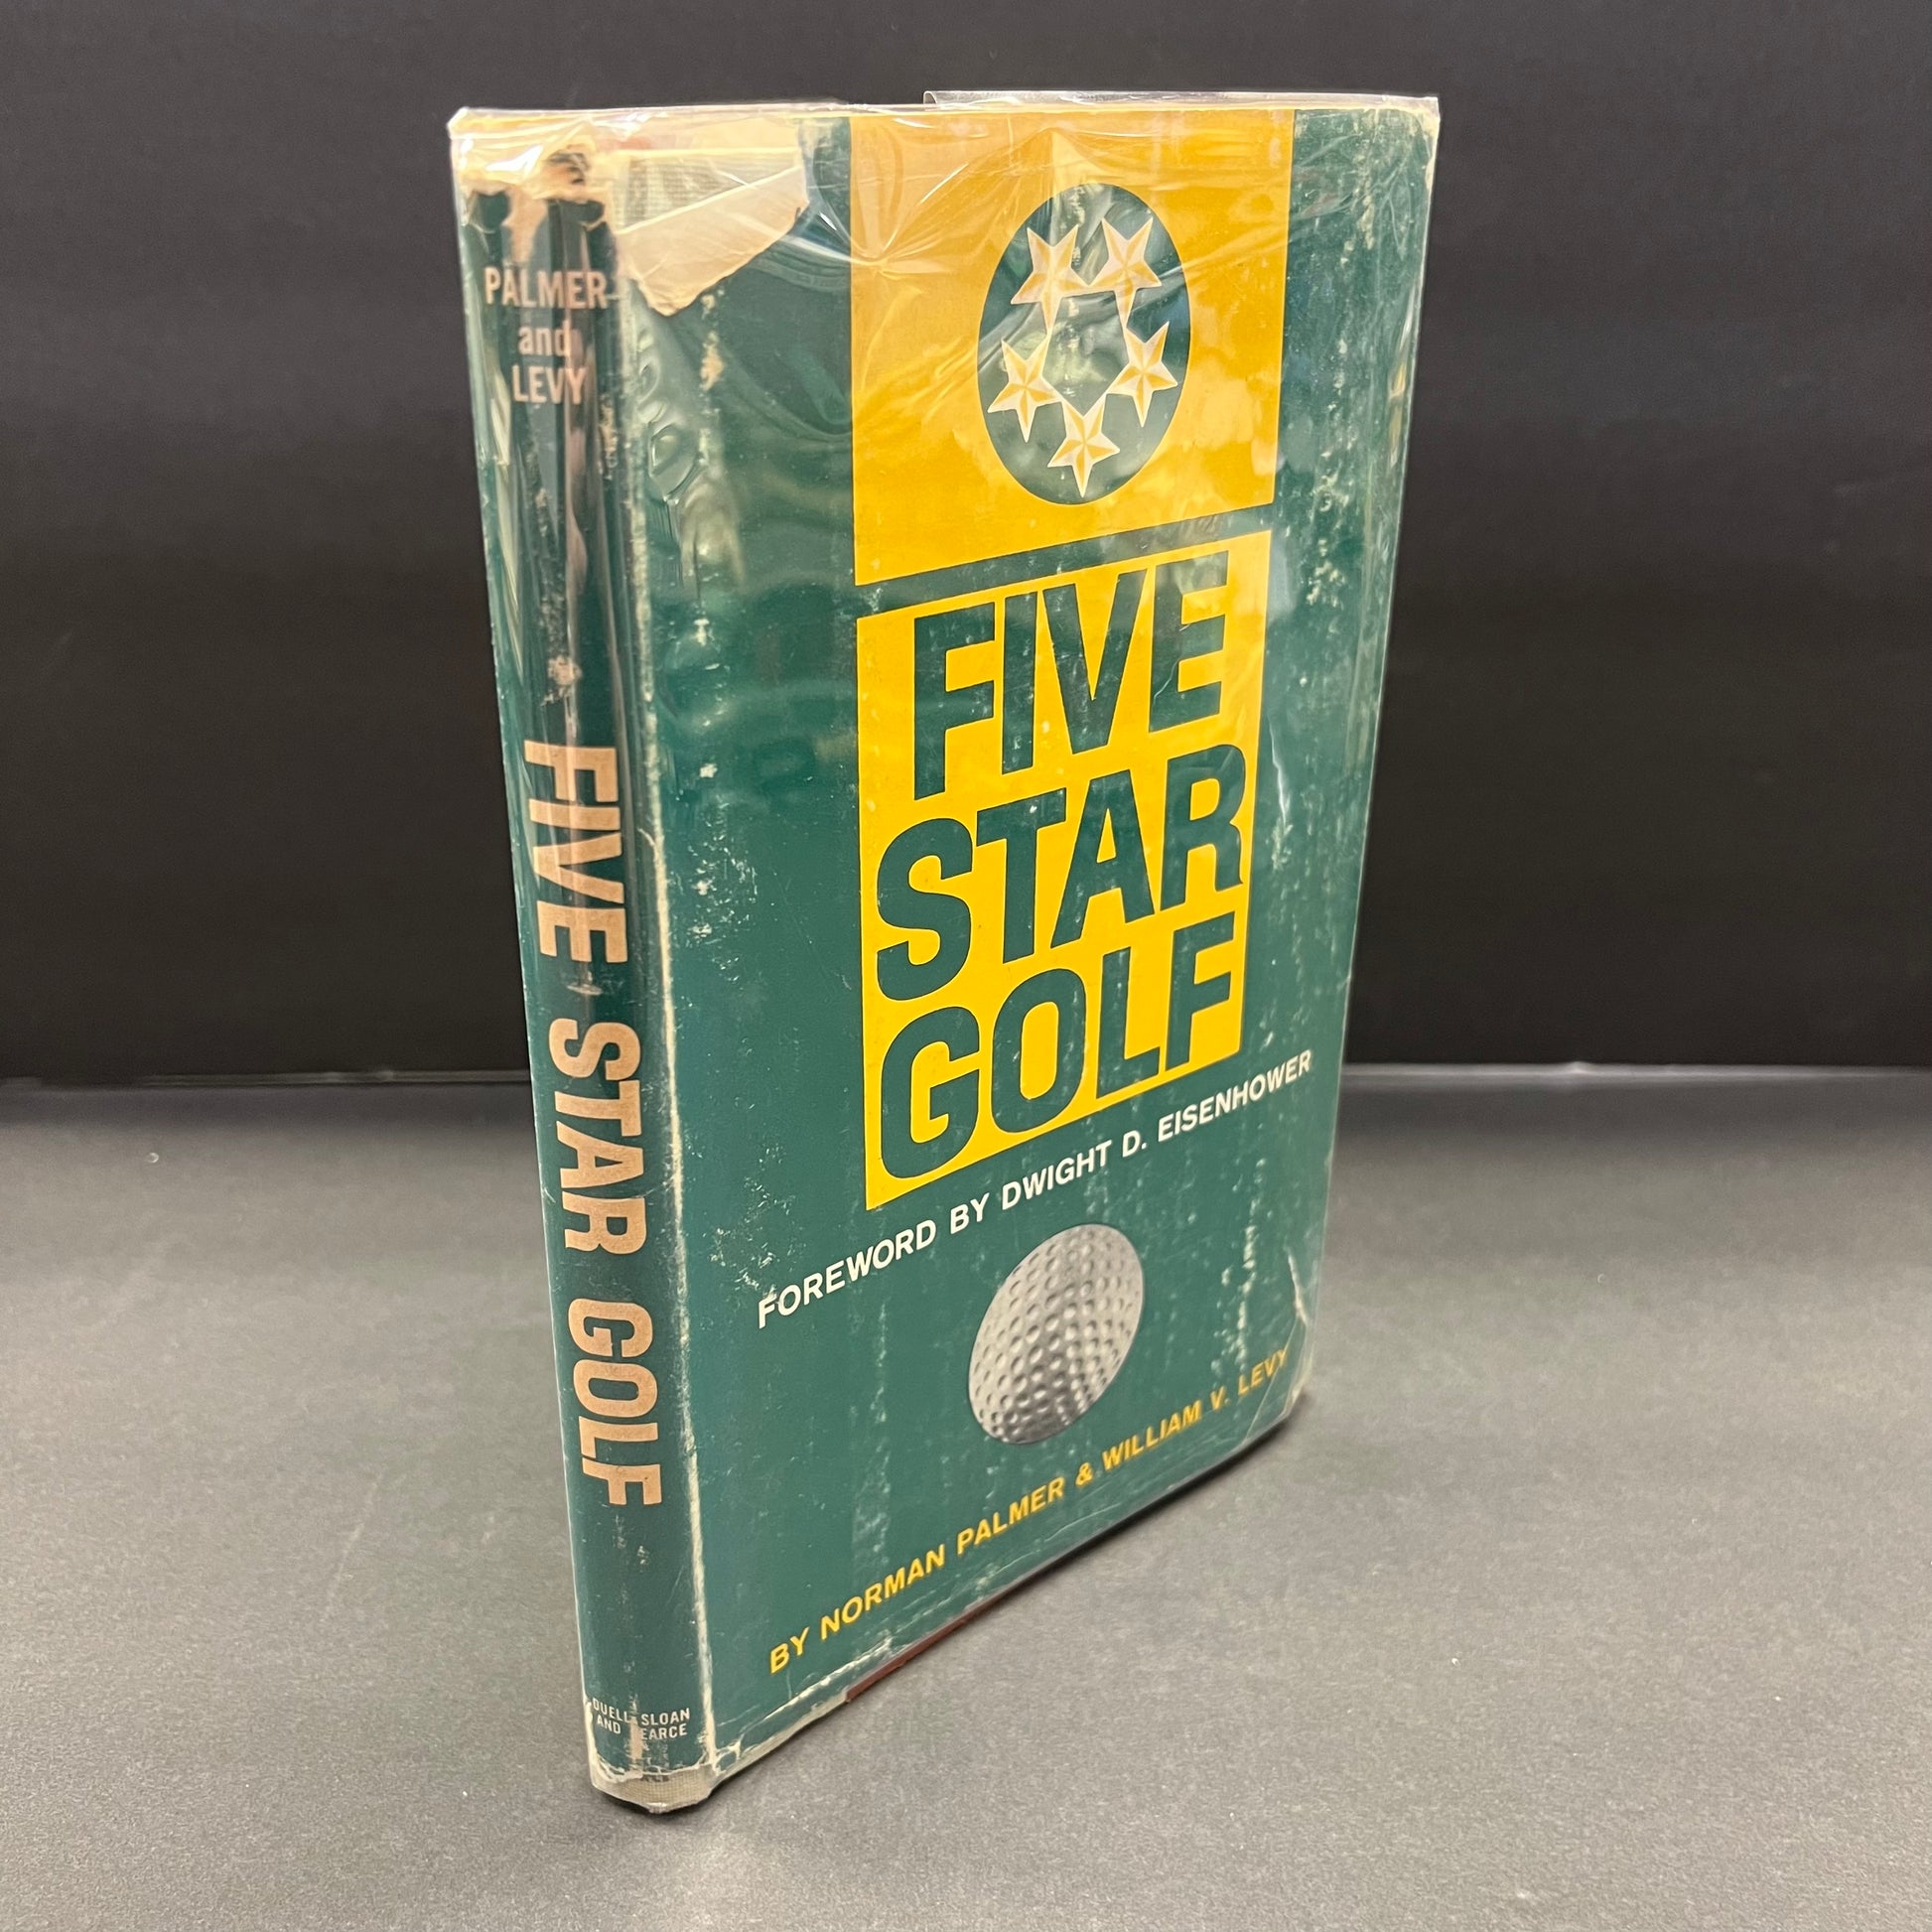 PALMER
and
LEVY
FIVE STAR GOLF
DUELL SLOAN
AND EARCE
FIVE
STAR
GOLF
FOREWORD BY DWIGHT D. EISENHOWER
BY NORMAN PALMER & WILLIAM V. LEVY